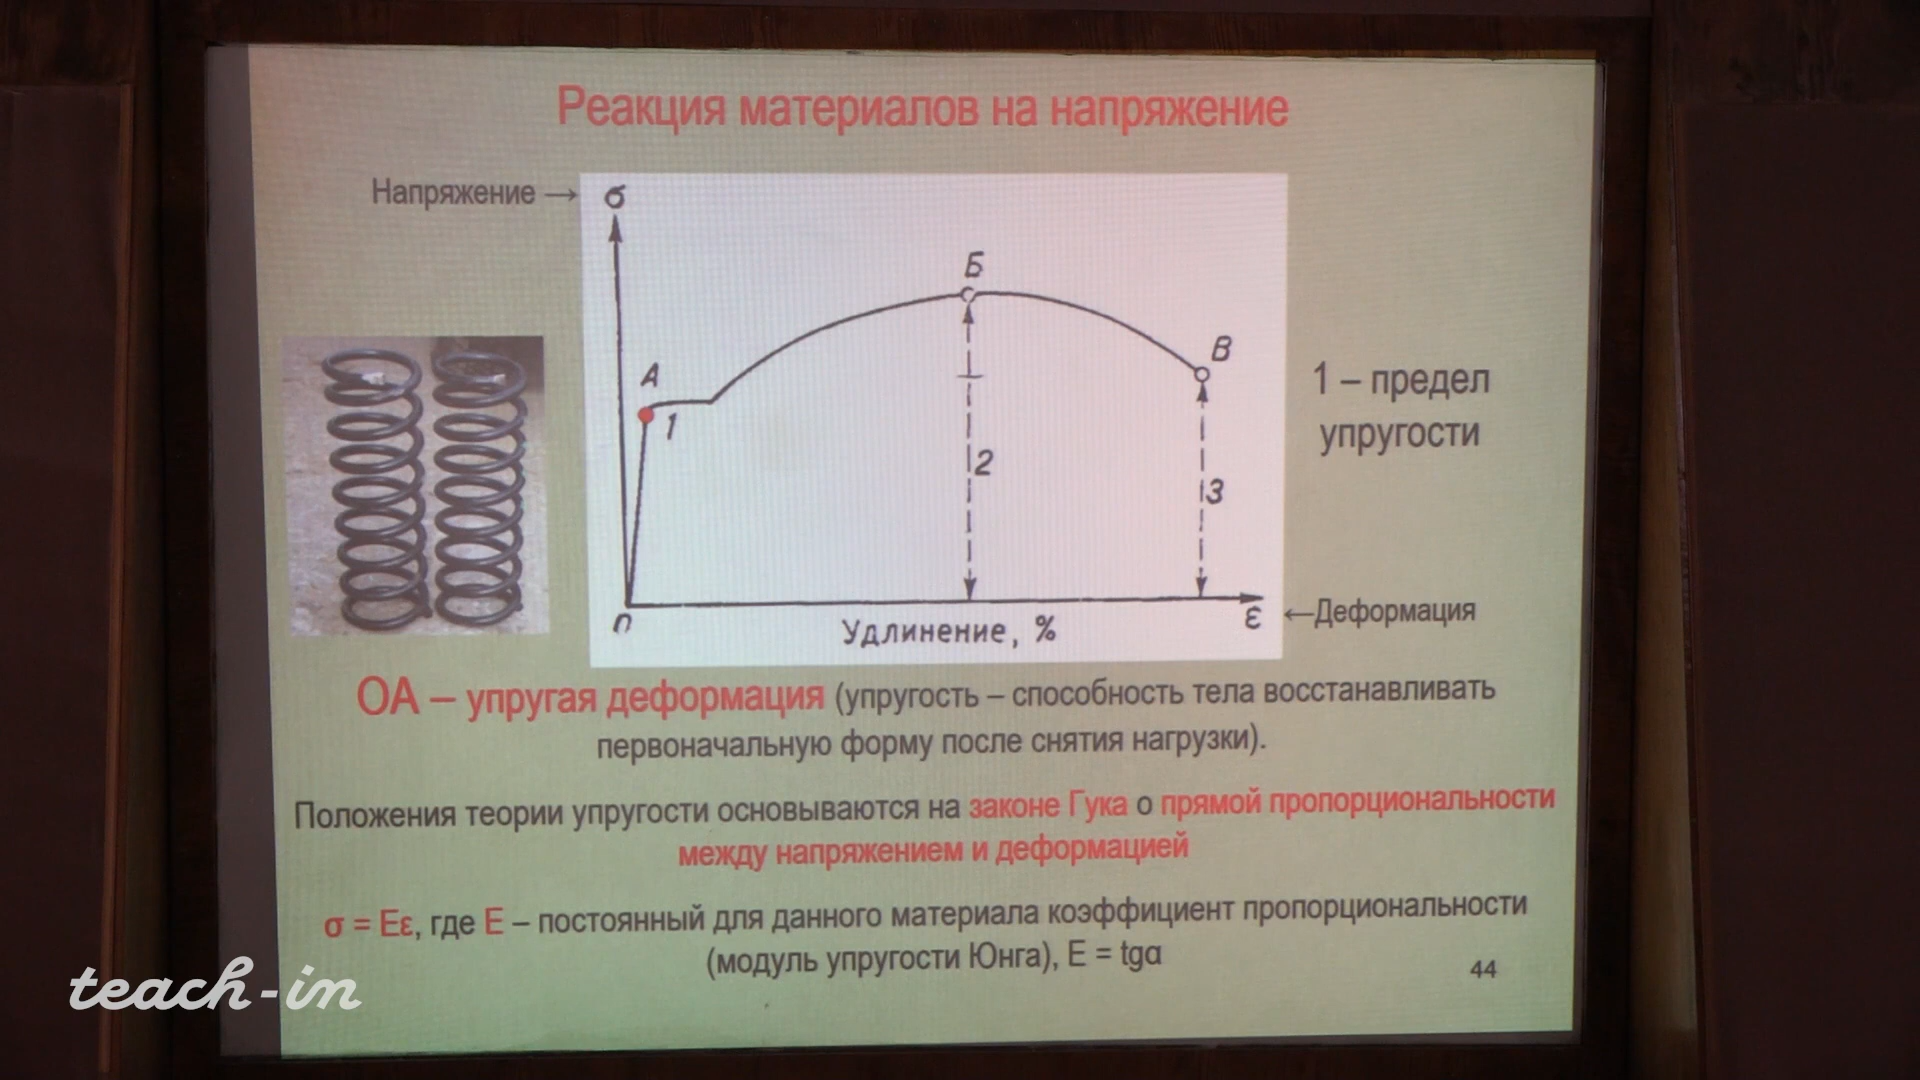 Реакция материалов на напряжение
Напряжение →
σ
Б
А
В
1
2
3
1 – предел
упругости
0
Удлинение, %
ε
←Деформация
ОА – упругая деформация (упругость – способность тела восстанавливать
первоначальную форму после снятия нагрузки).
Положения теории упругости основываются на законе Гука о прямой пропорциональности
между напряжением и деформацией
σ = Eε, где E – постоянный для данного материала коэффициент пропорциональности
(модуль упругости Юнга), E = tgα
44
teach-in